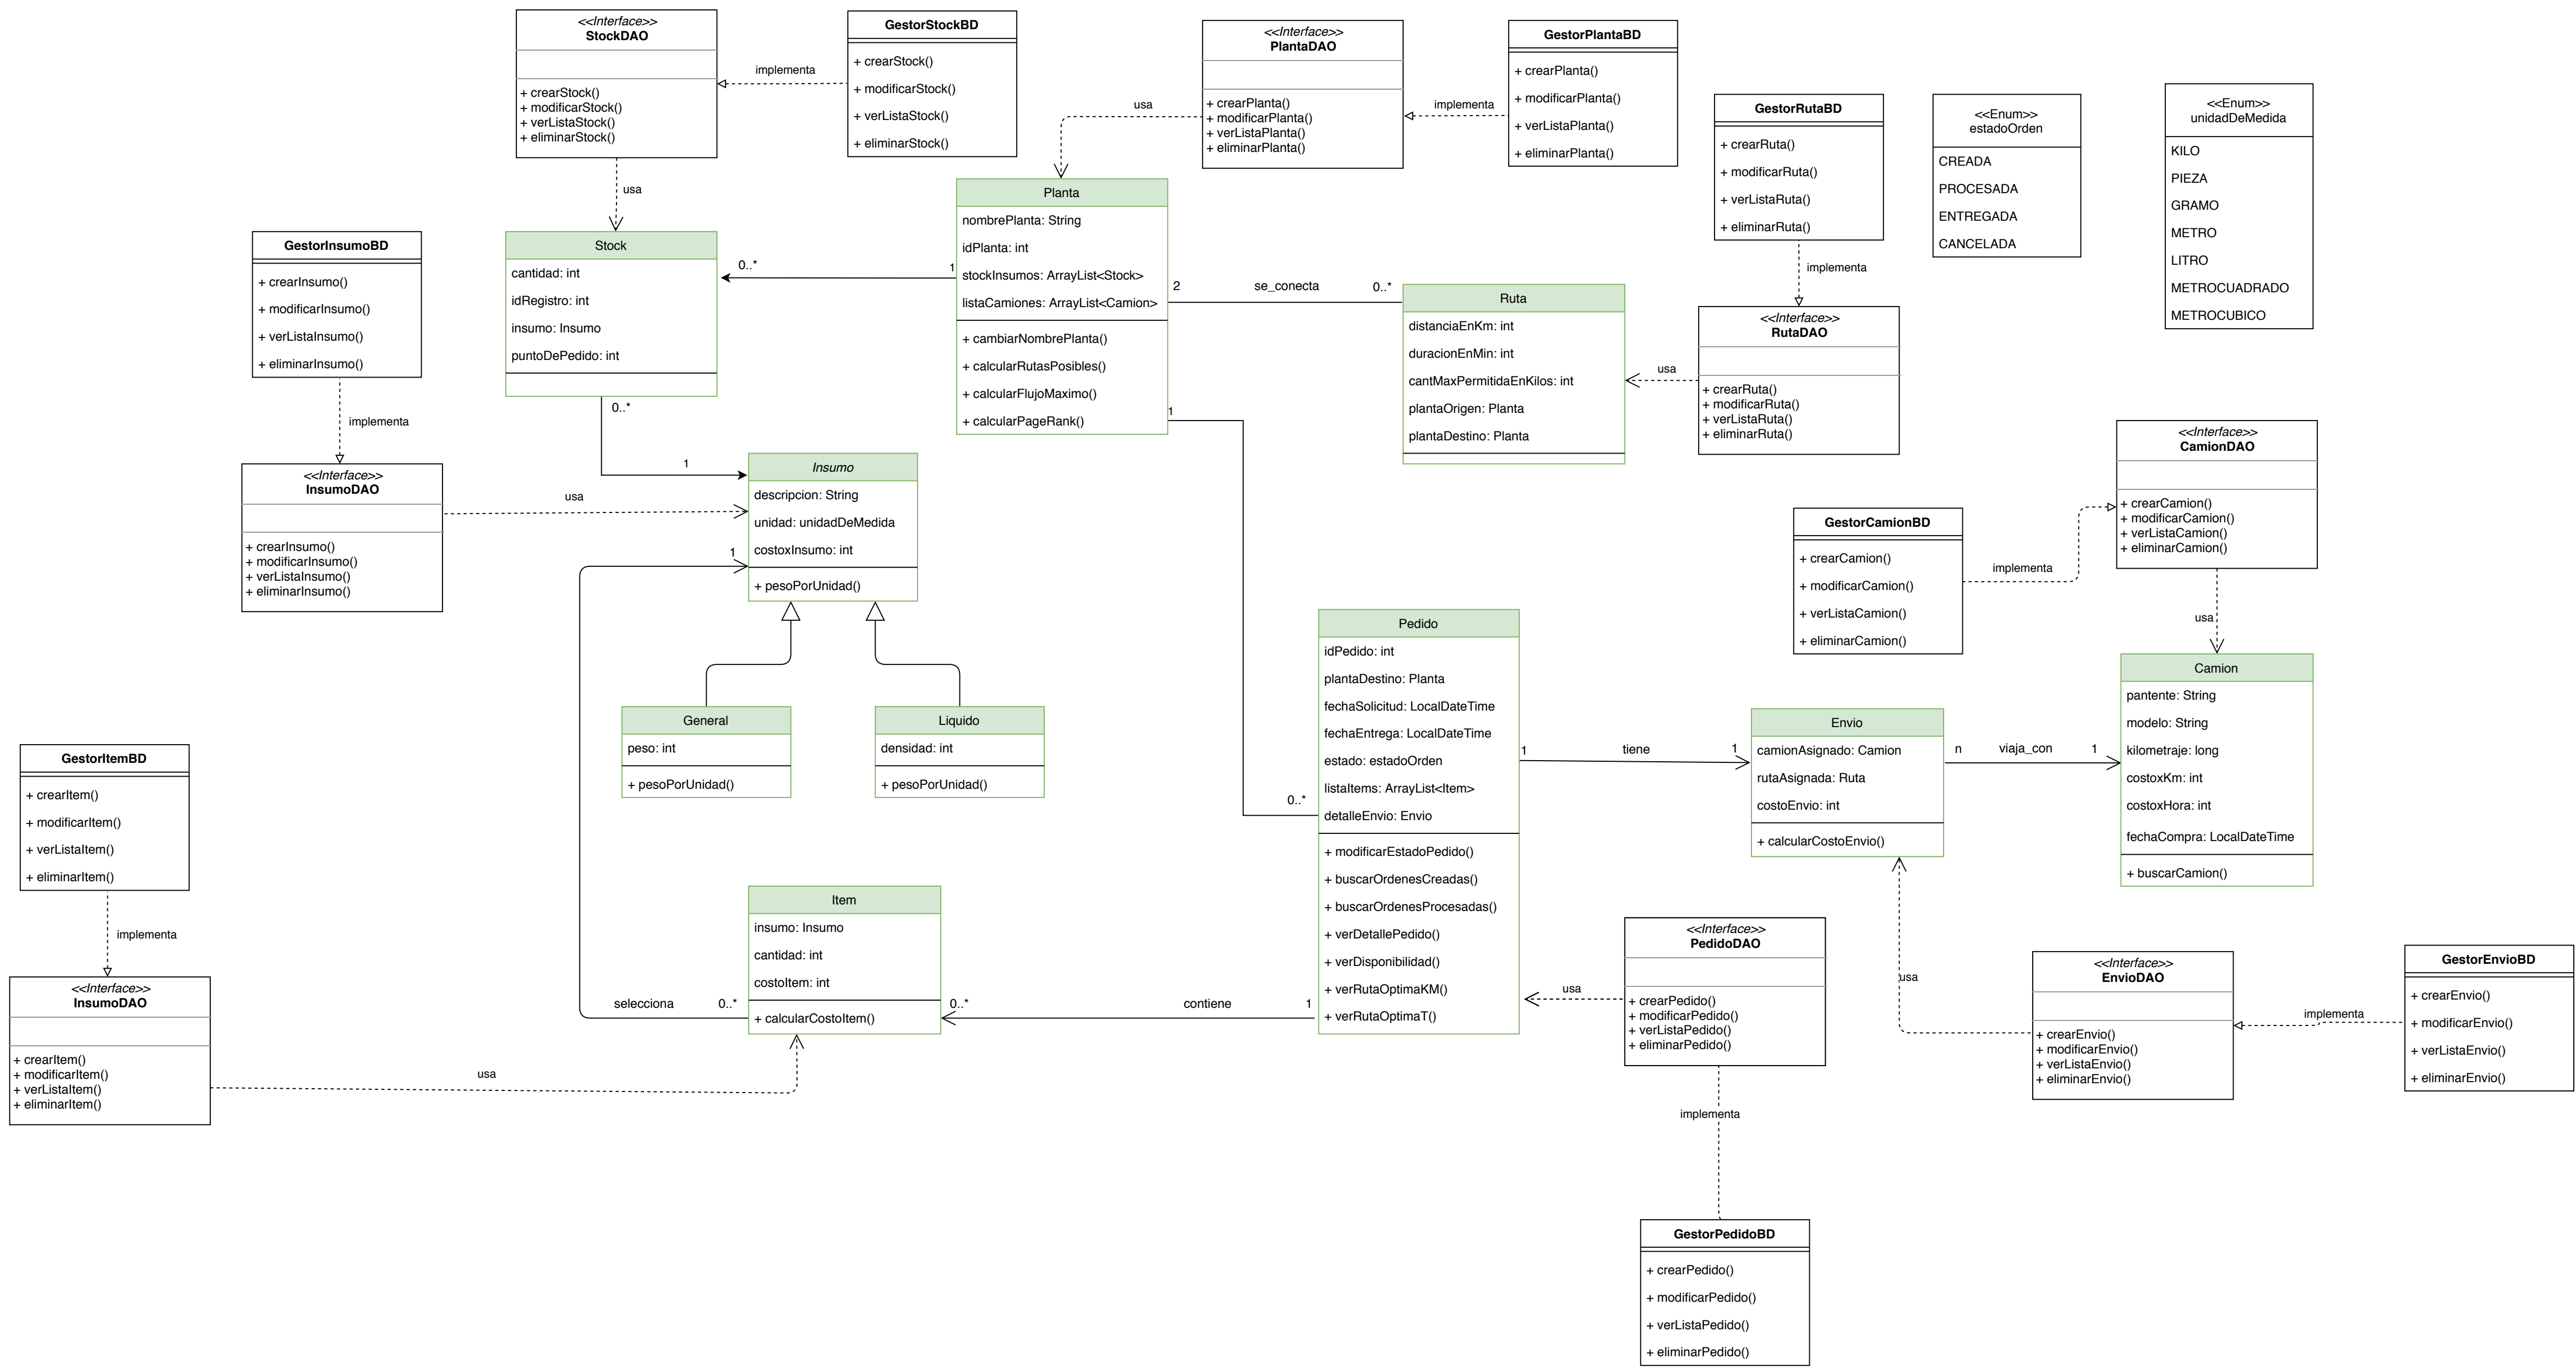 <<Interface>>
StockDAO
+ crearStock()
+ modificarStock()
+ verListaStock()
+ eliminarStock()
implementa
GestorStockBD
+ crearStock()
+ modificarStock()
+ verListaStock()
+ eliminarStock()
usa
<<Interface>>
PlantaDAO
+ crearPlanta()
+ modificarPlanta()
+ verListaPlanta()
+ eliminarPlanta()
usa
implementa
GestorPlantaBD
+ crearPlanta()
+ modificarPlanta()
+ verListaPlanta()
+ eliminarPlanta()
GestorRutaBD
+ crearRuta()
+ modificarRuta()
+ verListaRuta()
+ eliminarRuta()
implementa
<<Enum>>
estadoOrden
CREADA
PROCESADA
ENTREGADA
CANCELADA
<<Enum>>
unidadDeMedida
KILO
PIEZA
GRAMO
METRO
LITRO
METROCUADRADO
METROCUBICO
GestorInsumoBD
+ crearInsumo()
+ modificarInsumo()
+ verListaInsumo()
+ eliminarInsumo()
implementa
Stock
cantidad: int
idRegistro: int
insumo: Insumo
puntoDePedido: int
0..*
1
Planta
nombrePlanta: String
idPlanta: int
stockInsumos: ArrayList<Stock>
listaCamiones: ArrayList<Camion>
+ cambiarNombrePlanta()
+ calcularRutasPosibles()
+ calcularFlujoMaximo()
+ calcularPageRank()
2
se_conecta
0..*
1
Ruta
distanciaEnKm: int
duracionEnMin: int
cantMaxPermitidaEnKilos: int
plantaOrigen: Planta
plantaDestino: Planta
usa
<<Interface>>
RutaDAO
+ crearRuta()
+ modificarRuta()
+ verListaRuta()
+ eliminarRuta()
0..*
1
<<Interface>>
InsumoDAO
+ crearInsumo()
+ modificarInsumo()
+ verListaInsumo()
+ eliminarInsumo()
usa
Insumo
descripcion: String
unidad: unidadDeMedida
costoxInsumo: int
+ pesoPorUnidad()
1
General
peso: int
+ pesoPorUnidad()
Liquido
densidad: int
+ pesoPorUnidad()
<<Interface>>
CamionDAO
+ crearCamion()
+ modificarCamion()
+ verListaCamion()
+ eliminarCamion()
GestorCamionBD
+ crearCamion()
+ modificarCamion()
+ verListaCamion()
+ eliminarCamion()
implementa
usa
Pedido
idPedido: int
plantaDestino: Planta
fechaSolicitud: LocalDateTime
fechaEntrega: LocalDateTime
estado: estadoOrden
listaItems: ArrayList<Item>
detalleEnvio: Envio
+ modificarEstadoPedido()
+ buscarOrdenesCreadas()
+ buscarOrdenesProcesadas()
+ verDetallePedido()
+ verDisponibilidad()
+ verRutaOptimaKM()
+ verRutaOptimaT()
0..*
1
tiene
1
Envio
camionAsignado: Camion
rutaAsignada: Ruta
costoEnvio: int
+ calcularCostoEnvio()
n
viaja_con
1
Camion
pantente: String
modelo: String
kilometraje: long
costoxKm: int
costoxHora: int
fechaCompra: LocalDateTime
+ buscarCamion()
GestorItemBD
+ crearItem()
+ modificarItem()
+ verListaItem()
+ eliminarItem()
implementa
<<Interface>>
InsumoDAO
+ crearItem()
+ modificarItem()
+ verListaItem()
+ eliminarItem()
usa
Item
insumo: Insumo
cantidad: int
costoItem: int
+ calcularCostoItem()
selecciona
0..*
0..*
contiene
1
usa
<<Interface>>
PedidoDAO
+ crearPedido()
+ modificarPedido()
+ verListaPedido()
+ eliminarPedido()
implementa
usa
<<Interface>>
EnvioDAO
+ crearEnvio()
+ modificarEnvio()
+ verListaEnvio()
+ eliminarEnvio()
implementa
GestorEnvioBD
+ crearEnvio()
+ modificarEnvio()
+ verListaEnvio()
+ eliminarEnvio()
GestorPedidoBD
+ crearPedido()
+ modificarPedido()
+ verListaPedido()
+ eliminarPedido()